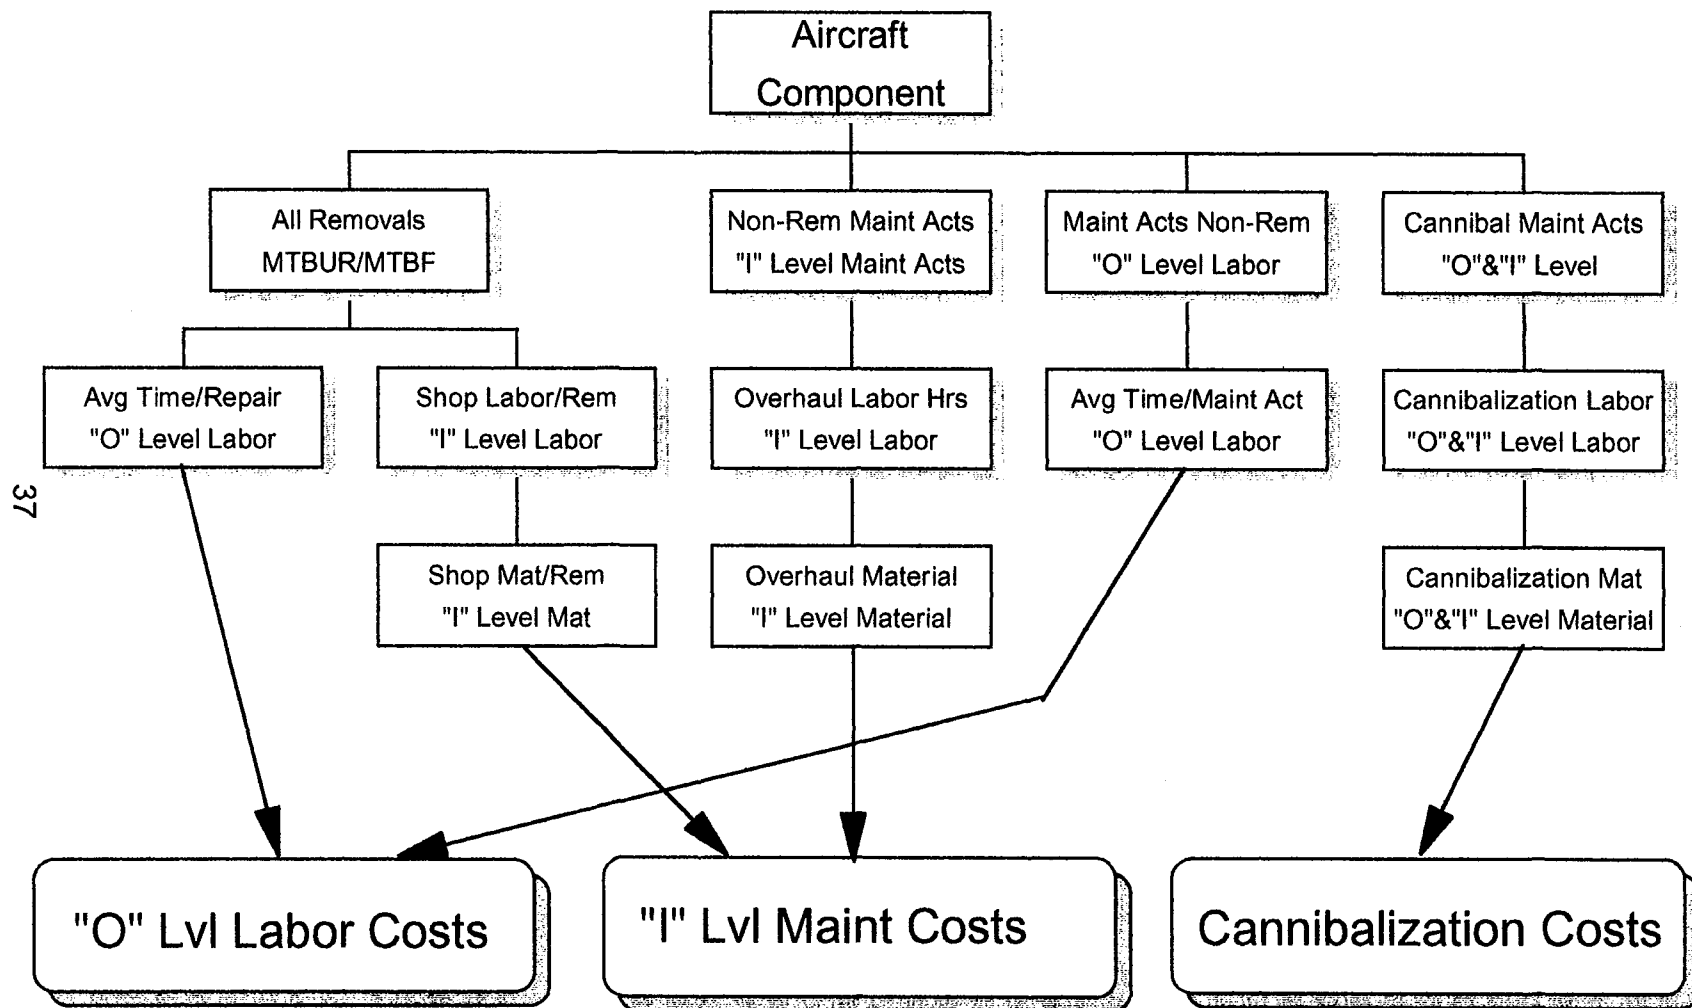 Aircraft
Component
All Removals
MTBUR/MTBF
Non-Rem Maint Acts
"I" Level Maint Acts
Maint Acts Non-Rem
"O" Level Labor
Cannibal Maint Acts
"O"&"I" Level
Avg Time/Repair
"O" Level Labor
Shop Labor/Rem
"I" Level Labor
Overhaul Labor Hrs
"I" Level Labor
Avg Time/Maint Act
"O" Level Labor
Cannibalization Labor
"O"&"I" Level Labor
37
Shop Mat/Rem
"I" Level Mat
Overhaul Material
"I" Level Material
Cannibalization Mat
"O"&"I" Level Material
"O" Lvl Labor Costs
"I" Lvl Maint Costs
Cannibalization Costs